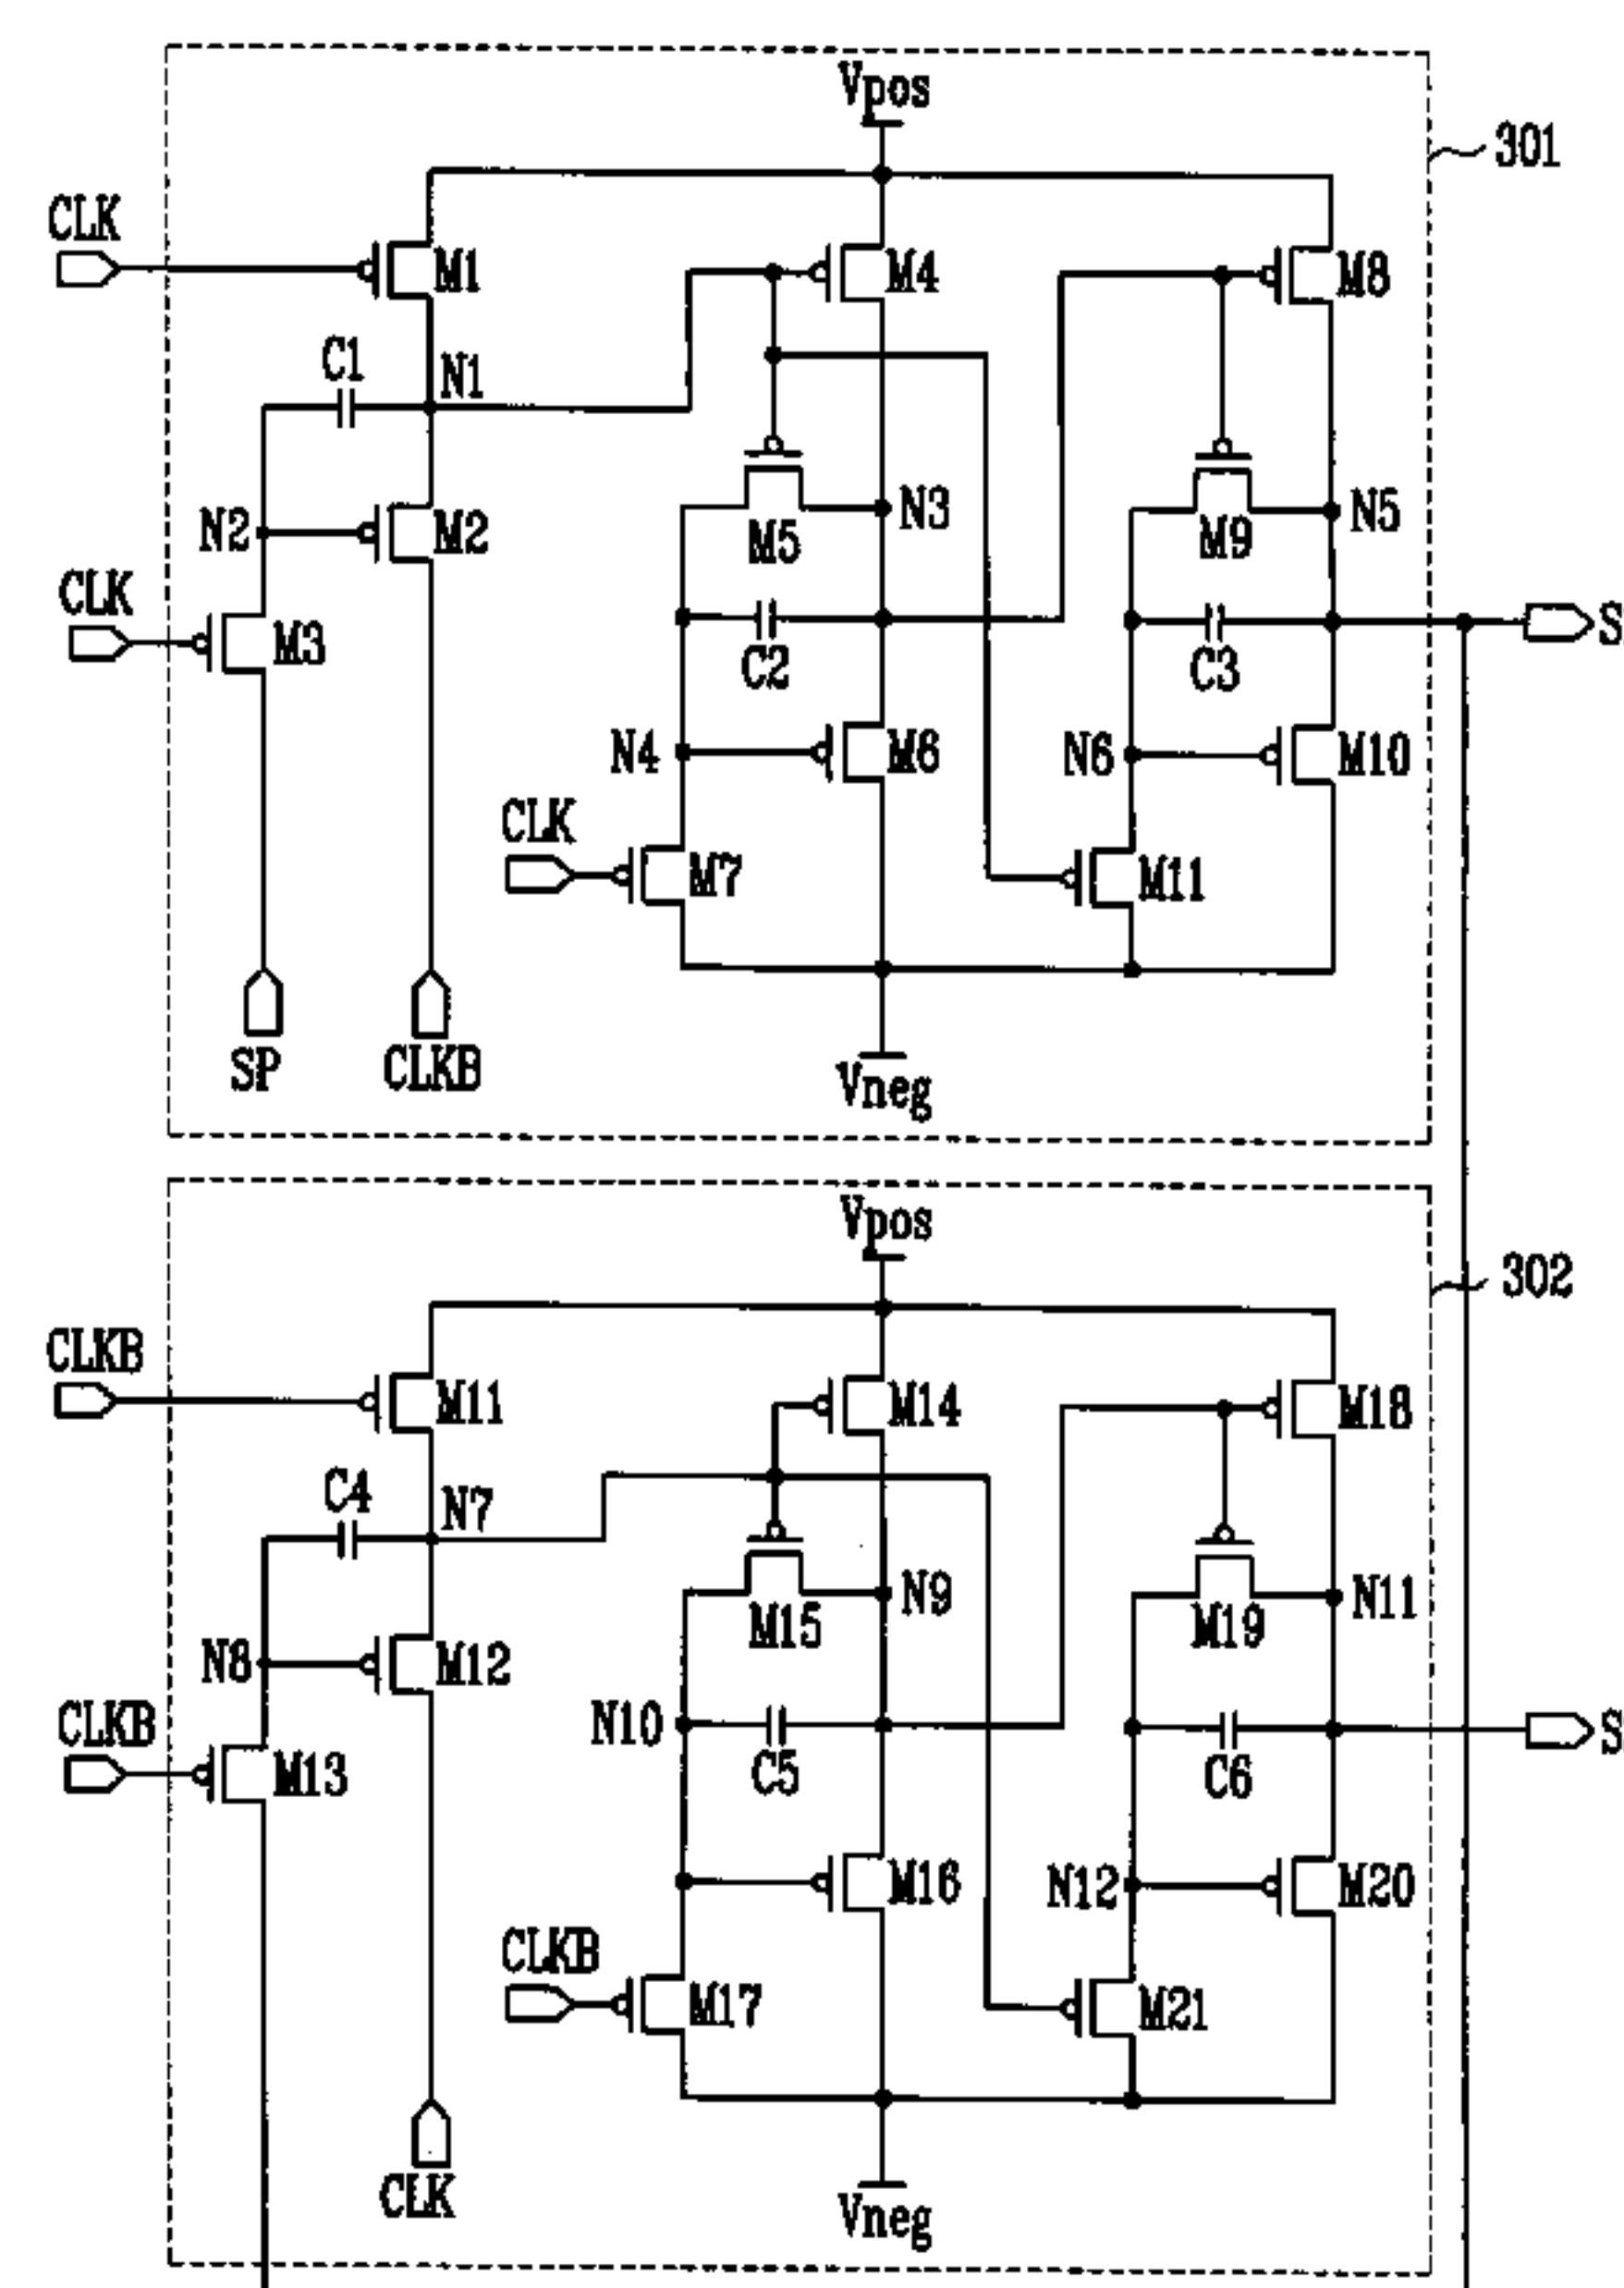 Vpos
301
CLK
M1
M4
M8
C1
N1
N2
M2
M5
N3
M9
N5
CLK
M3
C2
C3
S
N4
M6
N6
M10
CLK
M7
M11
SP
CLKB
Vneg
Vpos
302
CLKB
M11
M14
M18
C4
N7
M15
N9
M19
N11
N8
M12
CLKB
M13
N10
C5
C6
S
M16
N12
M20
CLKB
M17
M21
CLK
Vneg